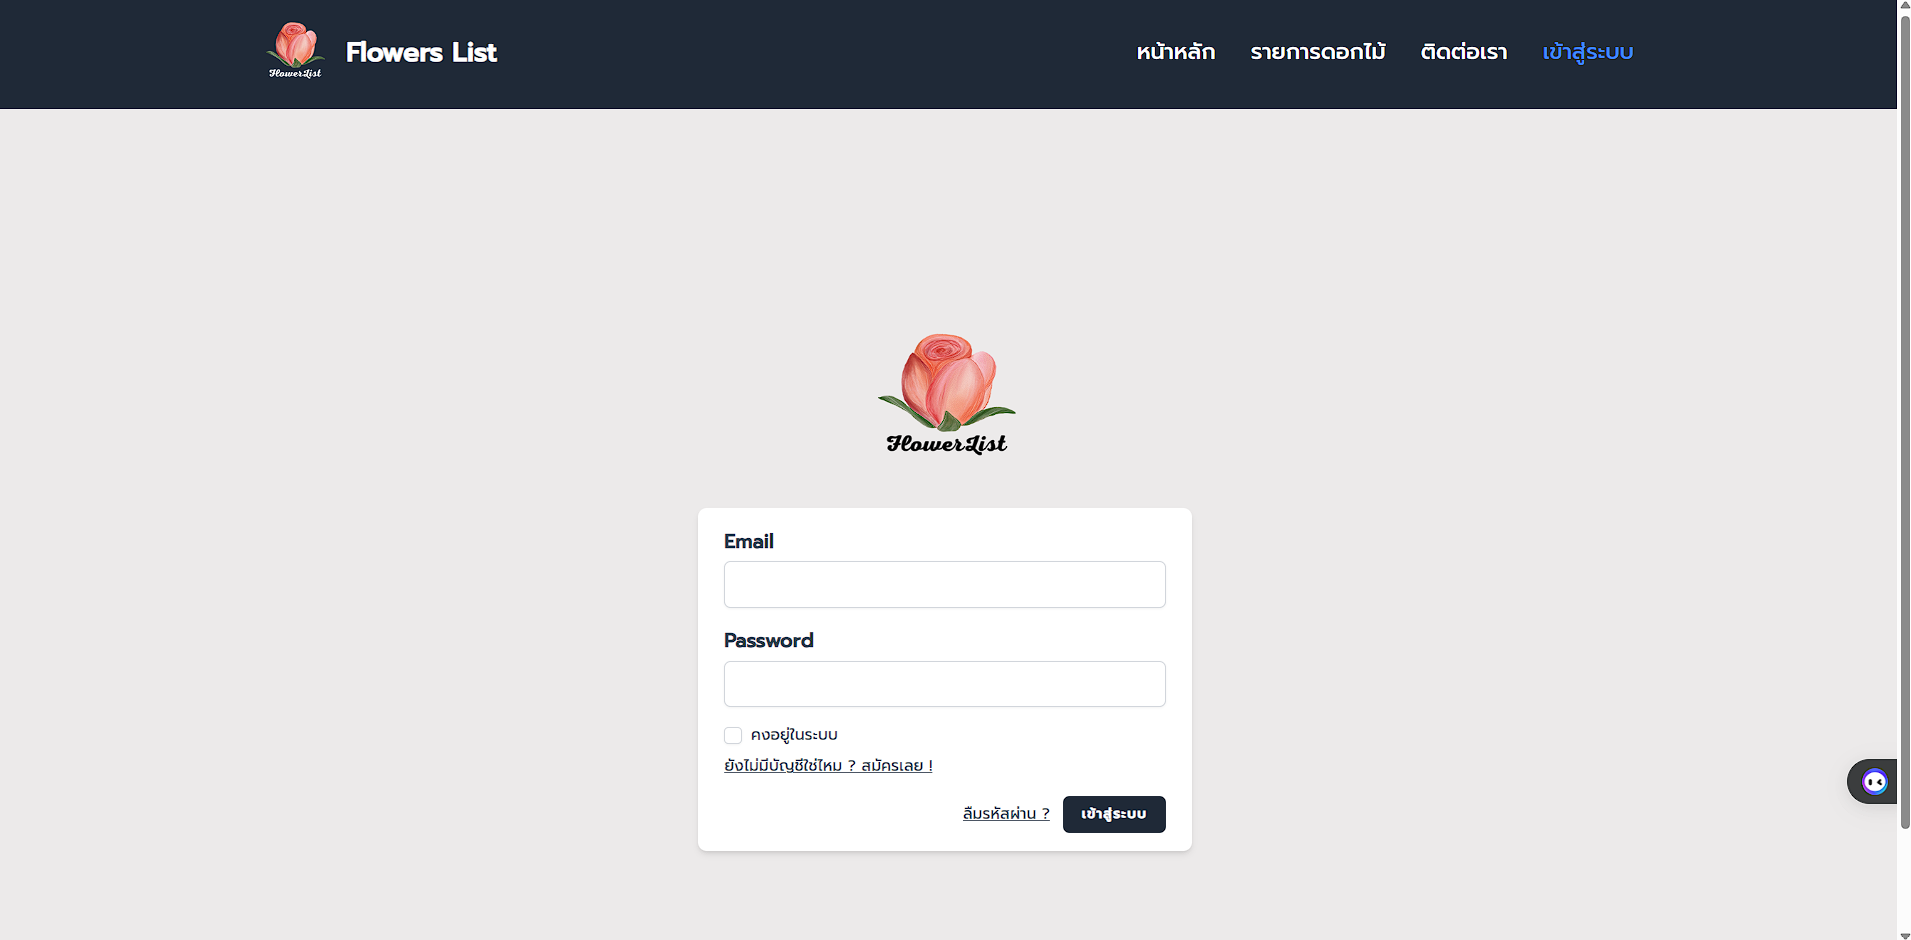 FlowerList
Flowers List
หน้าหลัก
รายการดอกไม้
ติดต่อเรา
เข้าสู่ระบบ
FlowerList
Email
Password
คงอยู่ในระบบ
ยังไม่มีบัญชีใช่ไหม ? สมัครเลย !
ลืมรหัสผ่าน ?
เข้าสู่ระบบ